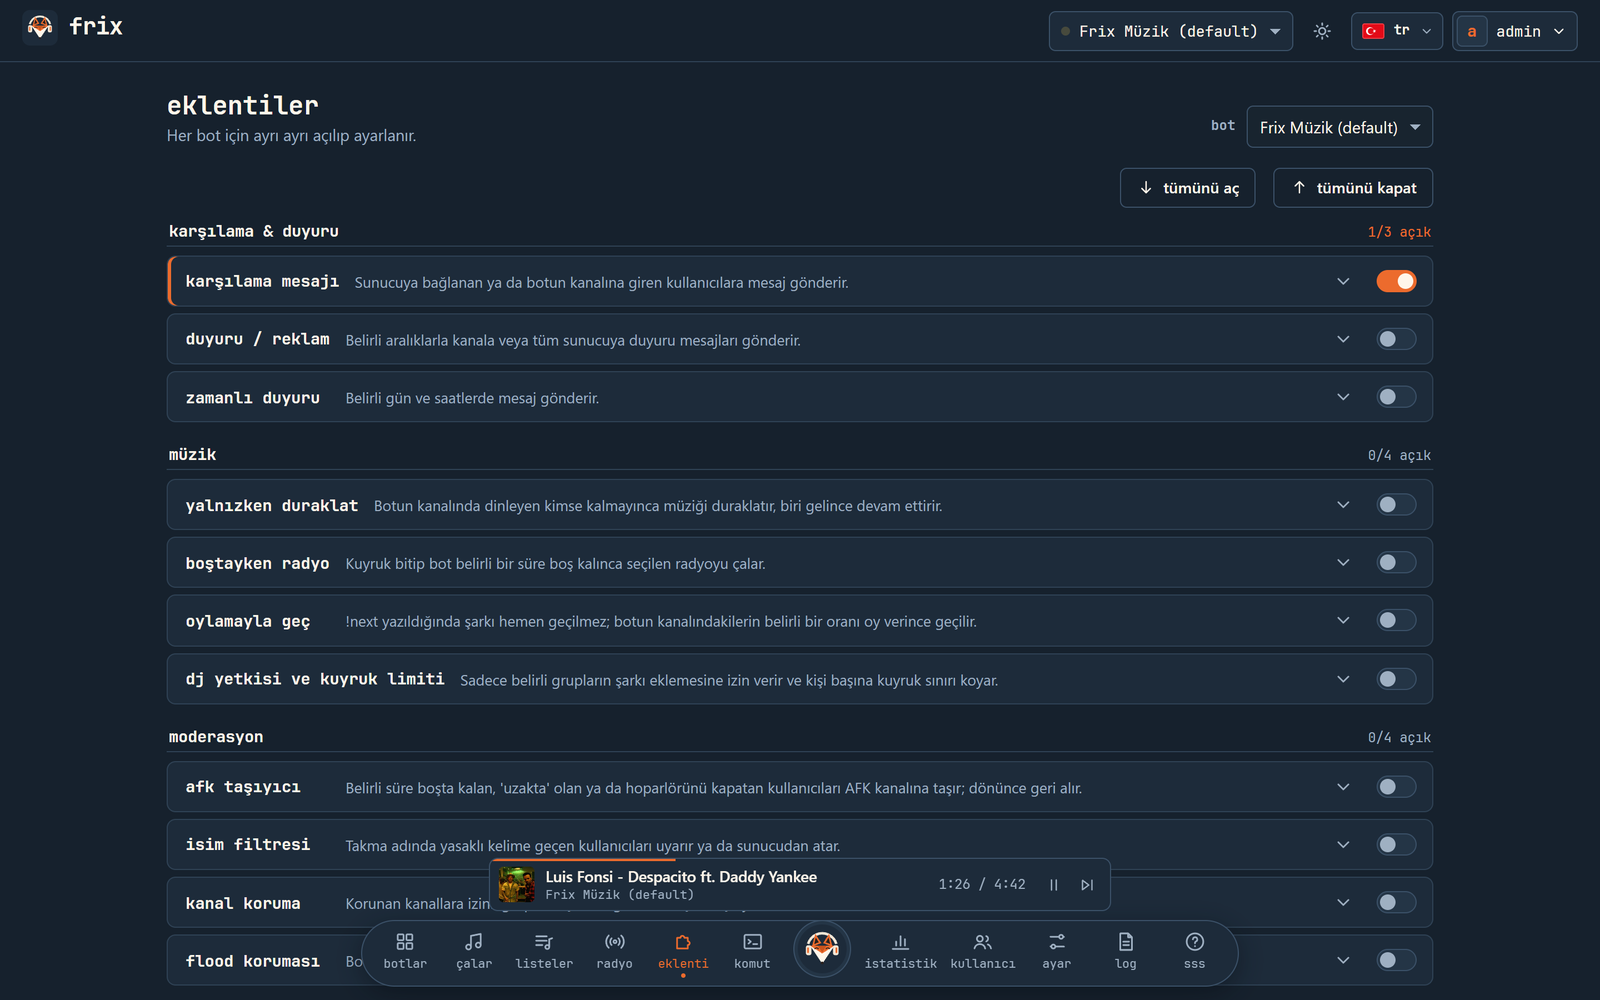 frix
Frix Müzik (default)
tr
a
admin
eklentiler
Her bot için ayrı ayrı açılıp ayarlanır.
bot
Frix Müzik (default)
tümünü aç
tümünü kapat
karşılama & duyuru
1/3 açık
karşılama mesajı
Sunucuya bağlanan ya da botun kanalına giren kullanıcılara mesaj gönderir.
duyuru / reklam
Belirli aralıklarla kanala veya tüm sunucuya duyuru mesajları gönderir.
zamanlı duyuru
Belirli gün ve saatlerde mesaj gönderir.
müzik
0/4 açık
yalnızken duraklat
Botun kanalında dinleyen kimse kalmayınca müziği duraklatır, biri gelince devam ettirir.
boştayken radyo
Kuyruk bitip bot belirli bir süre boş kalınca seçilen radyoyu çalar.
oylamayla geç
!next yazıldığında şarkı hemen geçilmez; botun kanalındakilerin belirli bir oranı oy verince geçilir.
dj yetkisi ve kuyruk limiti
Sadece belirli grupların şarkı eklemesine izin verir ve kişi başına kuyruk sınırı koyar.
moderasyon
0/4 açık
afk taşıyıcı
Belirli süre boşta kalan, 'uzakta' olan ya da hoparlörünü kapatan kullanıcıları AFK kanalına taşır; dönünce geri alır.
isim filtresi
Takma adında yasaklı kelime geçen kullanıcıları uyarır ya da sunucudan atar.
Luis Fonsi - Despacito ft. Daddy Yankee
Frix Müzik (default)
1:26 / 4:42
kanal koruma
Korunan kanallara izin
flood koruması
Bo
botlar
çalar
listeler
radyo
eklenti
komut
istatistik
kullanıcı
ayar
log
sss